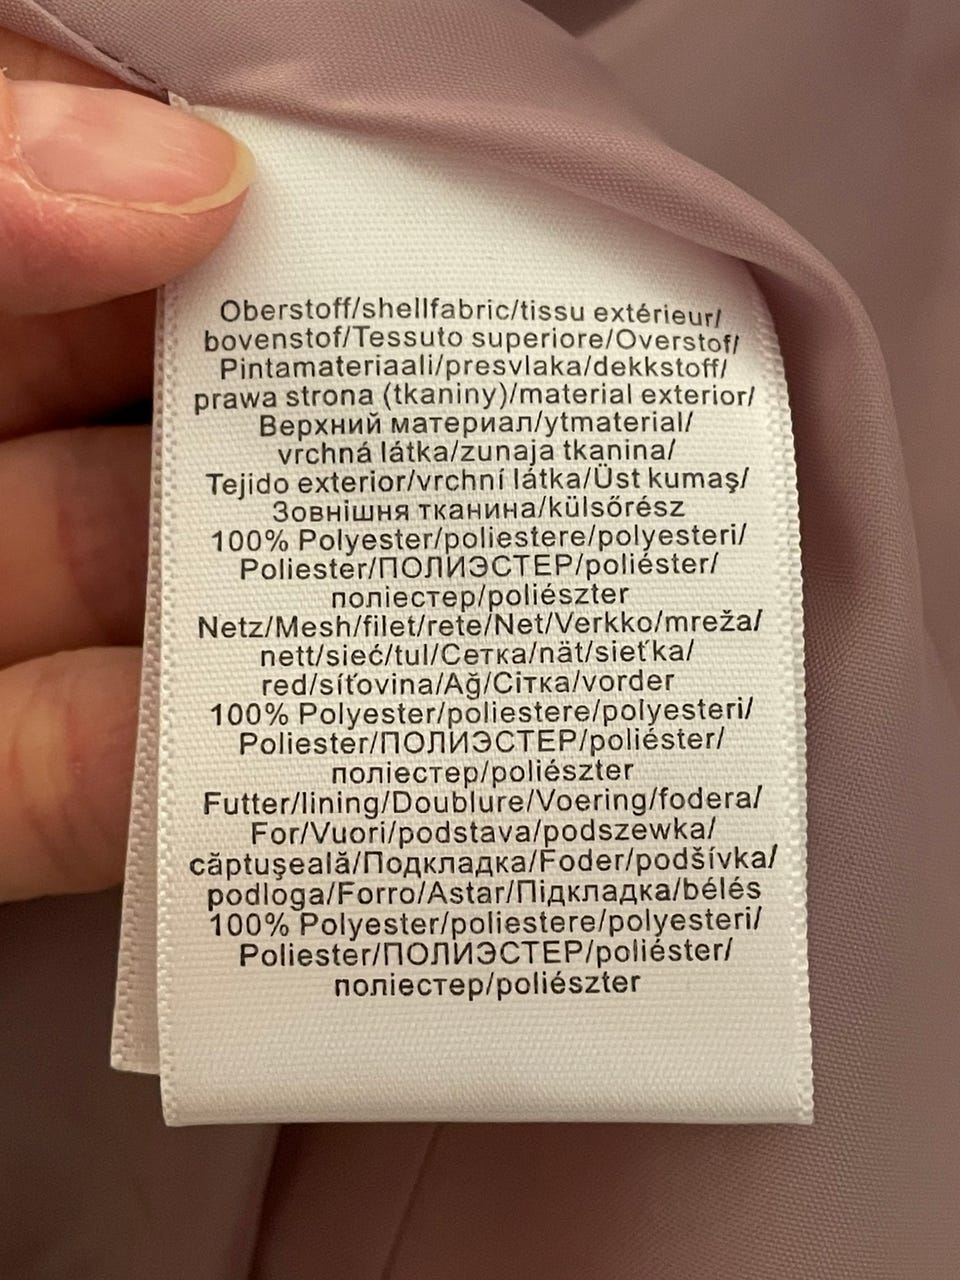 Oberstoff/shellfabric/tissu extérieur/
bovenstof/Tessuto superiore/Overstof/
Pintamateriaali/presvlaka/dekkstoff/
prawa strona (tkaniny)/material exterior/
Верхний материал/ytmaterial/
vrchná látka/zunaja tkanina/
Tejido exterior/vrchní látka/Üst kumaş/
Зовнішня тканина/külsőrész
100% Polyester/poliestere/polyesteri/
Poliester/ПОЛИЭСТЕР/poliéster/
поліестер/poliészter
Netz/Mesh/filet/rete/Net/Verkko/mreža/
nett/sieć/tul/Сетка/nät/sieťka/
red/síťovina/Ağ/Сітка/vorder
100% Polyester/poliestere/polyesteri/
Poliester/ПОЛИЭСТЕР/poliéster/
поліестер/poliészter
Futter/lining/Doublure/Voering/fodera/
For/Vuori/podstava/podszewka/
căptuşeală/Подкладка/Foder/podšívka/
podloga/Forro/Astar/Підкладка/bélés
100% Polyester/poliestere/polyesteri/
Poliester/ПОЛИЭСТЕР/poliéster/
поліестер/poliészter